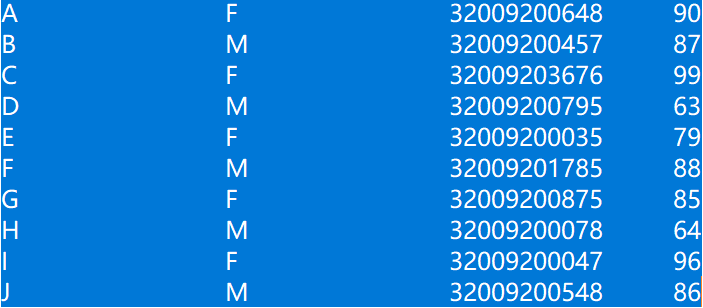 A F 32009200648 90
B M 32009200457 87
C F 32009203676 99
D M 32009200795 63
E F 32009200035 79
F M 32009201785 88
G F 32009200875 85
H M 32009200078 64
I F 32009200047 96
J M 32009200548 86